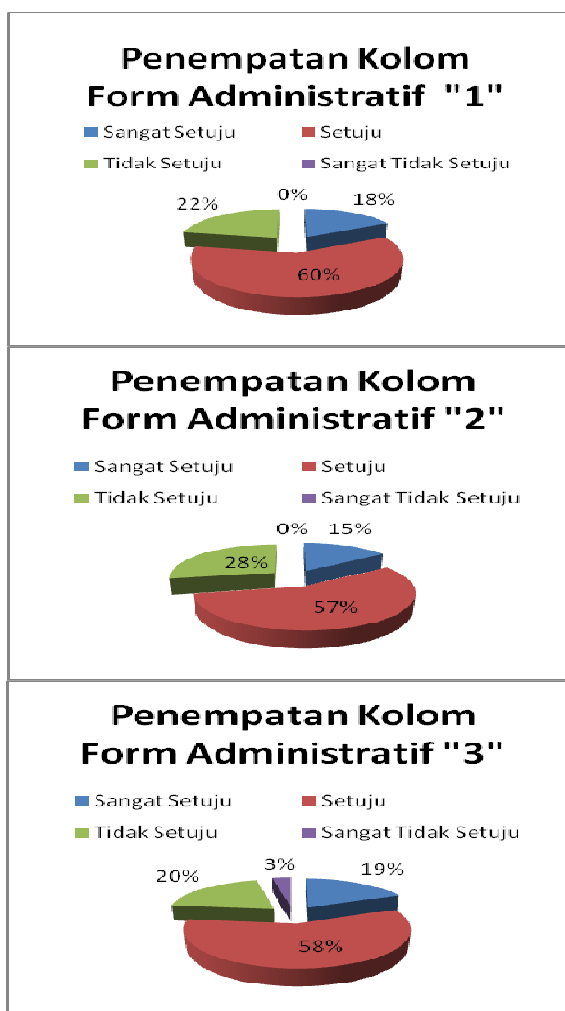 Penempatan Kolom
Form Administratif "1"
Sangat Setuju Setuju
Tidak Setuju Sangat Tidak Setuju
22% 0% 18%
60%
Penempatan Kolom
Form Administratif "2"
Sangat Setuju Setuju
Tidak Setuju Sangat Tidak Setuju
0% 15%
28%
57%
Penempatan Kolom
Form Administratif "3"
Sangat Setuju Setuju
Tidak Setuju Sangat Tidak Setuju
20% 3% 19%
58%